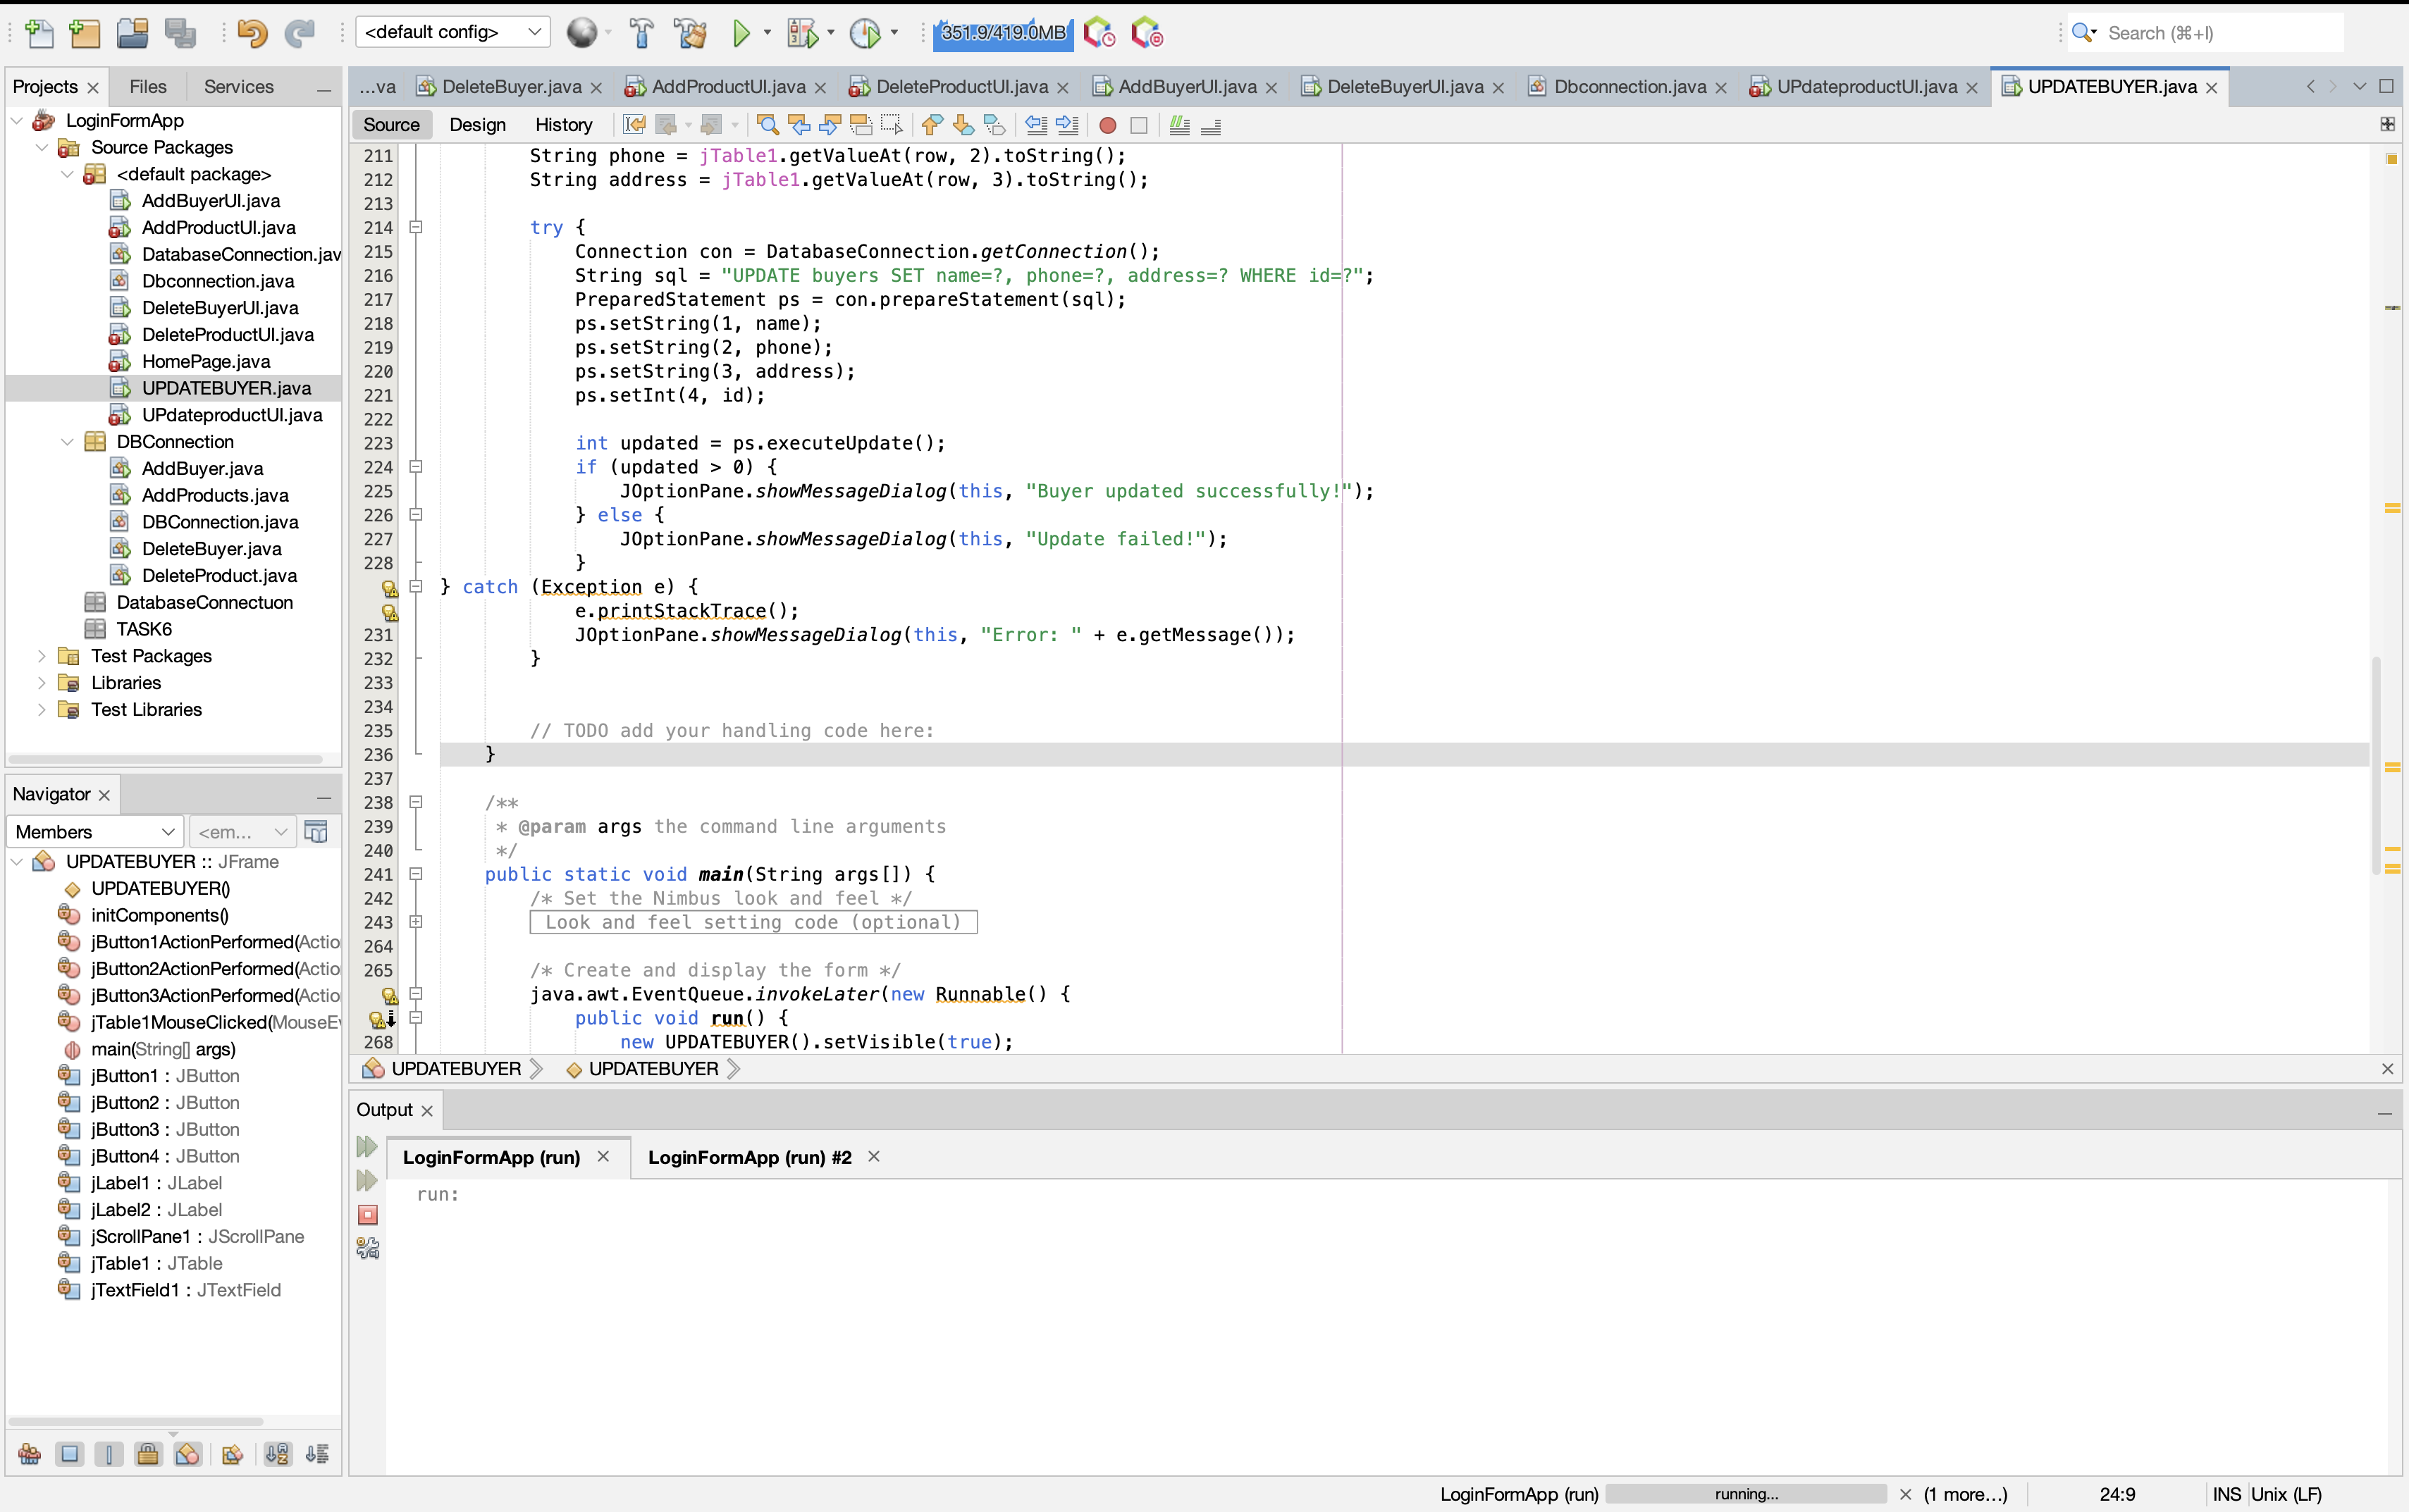 <default config>
351.9/419.0MB
Search (⌘+I)
Projects
Files
Services
...va
DeleteBuyer.java
AddProductUI.java
DeleteProductUI.java
AddBuyerUI.java
DeleteBuyerUI.java
Dbconnection.java
UPdateproductUI.java
UPDATEBUYER.java
Source
Design
History
LoginFormApp
Source Packages
<default package>
AddBuyerUI.java
AddProductUI.java
DatabaseConnection.jav
Dbconnection.java
DeleteBuyerUI.java
DeleteProductUI.java
HomePage.java
UPDATEBUYER.java
UPdateproductUI.java
DBConnection
AddBuyer.java
AddProducts.java
DBConnection.java
DeleteBuyer.java
DeleteProduct.java
DatabaseConnectuon
TASK6
Test Packages
Libraries
Test Libraries
211 String phone = jTable1.getValueAt(row, 2).toString();
212 String address = jTable1.getValueAt(row, 3).toString();
213
214 try {
215 Connection con = DatabaseConnection.getConnection();
216 String sql = "UPDATE buyers SET name=?, phone=?, address=? WHERE id=?";
217 PreparedStatement ps = con.prepareStatement(sql);
218 ps.setString(1, name);
219 ps.setString(2, phone);
220 ps.setString(3, address);
221 ps.setInt(4, id);
222
223 int updated = ps.executeUpdate();
224 if (updated > 0) {
225 JOptionPane.showMessageDialog(this, "Buyer updated successfully!");
226 } else {
227 JOptionPane.showMessageDialog(this, "Update failed!");
228 }
} catch (Exception e) {
e.printStackTrace();
231 JOptionPane.showMessageDialog(this, "Error: " + e.getMessage());
232 }
233
234
235 // TODO add your handling code here:
236 }
237
238 /**
239 * @param args the command line arguments
240 */
241 public static void main(String args[]) {
242 /* Set the Nimbus look and feel */
243 Look and feel setting code (optional)
264
265 /* Create and display the form */
java.awt.EventQueue.invokeLater(new Runnable() {
public void run() {
268 new UPDATEBUYER().setVisible(true);
UPDATEBUYER
UPDATEBUYER
Navigator
Members
<em...
UPDATEBUYER :: JFrame
UPDATEBUYER()
initComponents()
jButton1ActionPerformed(Actio
jButton2ActionPerformed(Actio
jButton3ActionPerformed(Actio
jTable1MouseClicked(MouseEv
main(String[] args)
jButton1 : JButton
jButton2 : JButton
jButton3 : JButton
jButton4 : JButton
jLabel1 : JLabel
jLabel2 : JLabel
jScrollPane1 : JScrollPane
jTable1 : JTable
jTextField1 : JTextField
Output
LoginFormApp (run)
LoginFormApp (run) #2
run:
LoginFormApp (run)
running...
(1 more...)
24:9
INS
Unix (LF)